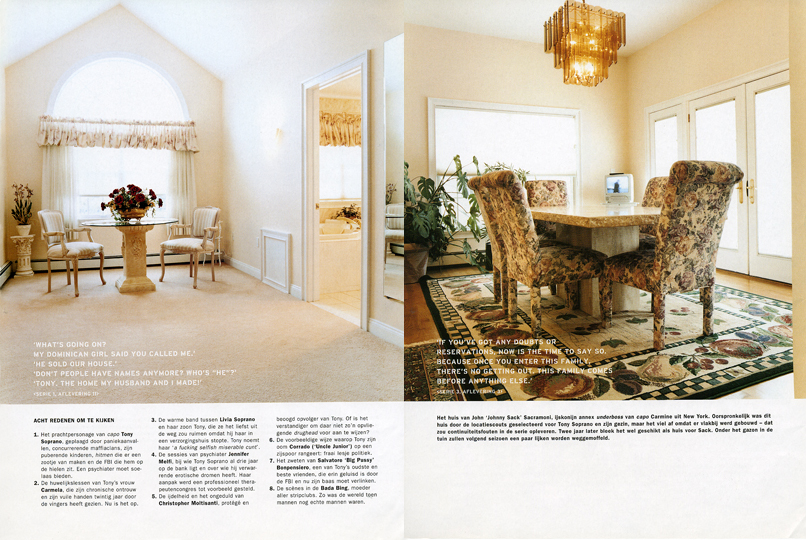 'WHAT'S GOING ON?
MY DOMINICAN GIRL SAID YOU CALLED ME.'
'HE SOLD OUR HOUSE.'
'DON'T PEOPLE HAVE NAMES ANYMORE? WHO'S "HE"?'
'TONY. THE HOME MY HUSBAND AND I MADE!'
'IF YOU'VE GOT ANY DOUBTS OR
RESERVATIONS, NOW IS THE TIME TO SAY SO.
BECAUSE ONCE YOU ENTER THIS FAMILY,
THERE'S NO GETTING OUT. THIS FAMILY COMES
BEFORE ANYTHING ELSE.'
ACHT REDENEN OM TE KIJKEN
1. Het prachtpersonage van capo Tony
Soprano, geplaagd door paniekaanval-
len, concurrerende maffiaclans, zijn
puberende kinderen, hitmen die er een
zootje van maken en de FBI die hem op
de hielen zit. Een psychiater moet soe-
laas bieden.
2. De huwelijkslessen van Tony's vrouw
Carmela, die zijn chronische ontrouw
en zijn vuile handen twintig jaar door
de vingers heeft gezien. Nu is het op.
3. De warme band tussen Livia Soprano
en haar zoon Tony, die ze het liefst uit
de weg zou ruimen omdat hij haar in
een verzorgingshuis stopte. Tony noemt
haar 'a fucking selfish miserable cunt'.
4. De sessies van psychiater Jennifer
Melfi, bij wie Tony Soprano al drie jaar
op de bank ligt en over wie hij verwar-
rende erotische dromen heeft. Haar
aanpak werd een professioneel thera-
peutencongres tot voorbeeld gesteld.
5. De ijdelheid en het ongeduld van
Christopher Moltisanti, protégé en
beoogd opvolger van Tony. Of is het
verstandiger om daar niet zo'n opvlie-
gende drughead voor aan te wijzen?
6. De voorbeeldige wijze waarop Tony zijn
oom Corrado ('Uncle Junior') op een
zijspoor rangeert: frasi lesje politiek.
7. Het zweten van Salvatore 'Big Pussy'
Bonpensiero, een van Tony's oudste en
beste vrienden, die erin geluisd is door
de FBI en nu zijn baas moet verlinken.
8. De scènes in de Bada Bing, moeder
aller stripclubs. Zo was de wereld toen
mannen nog echte mannen waren.
Het huis van John 'Johnny Sack' Sacramoni, ijskonijn annex underboss van capo Carmine uit New York. Oorspronkelijk was dit
huis door de locatiescouts geselecteerd voor Tony Soprano en zijn gezin, maar het viel af omdat er vlakbij werd gebouwd – dat
zou continuïteitsfouten in de serie opleveren. Twee jaar later bleek het wel geschikt als huis voor Sack. Onder het gazon in de
tuin zullen volgend seizoen een paar lijken worden weggemoffeld.